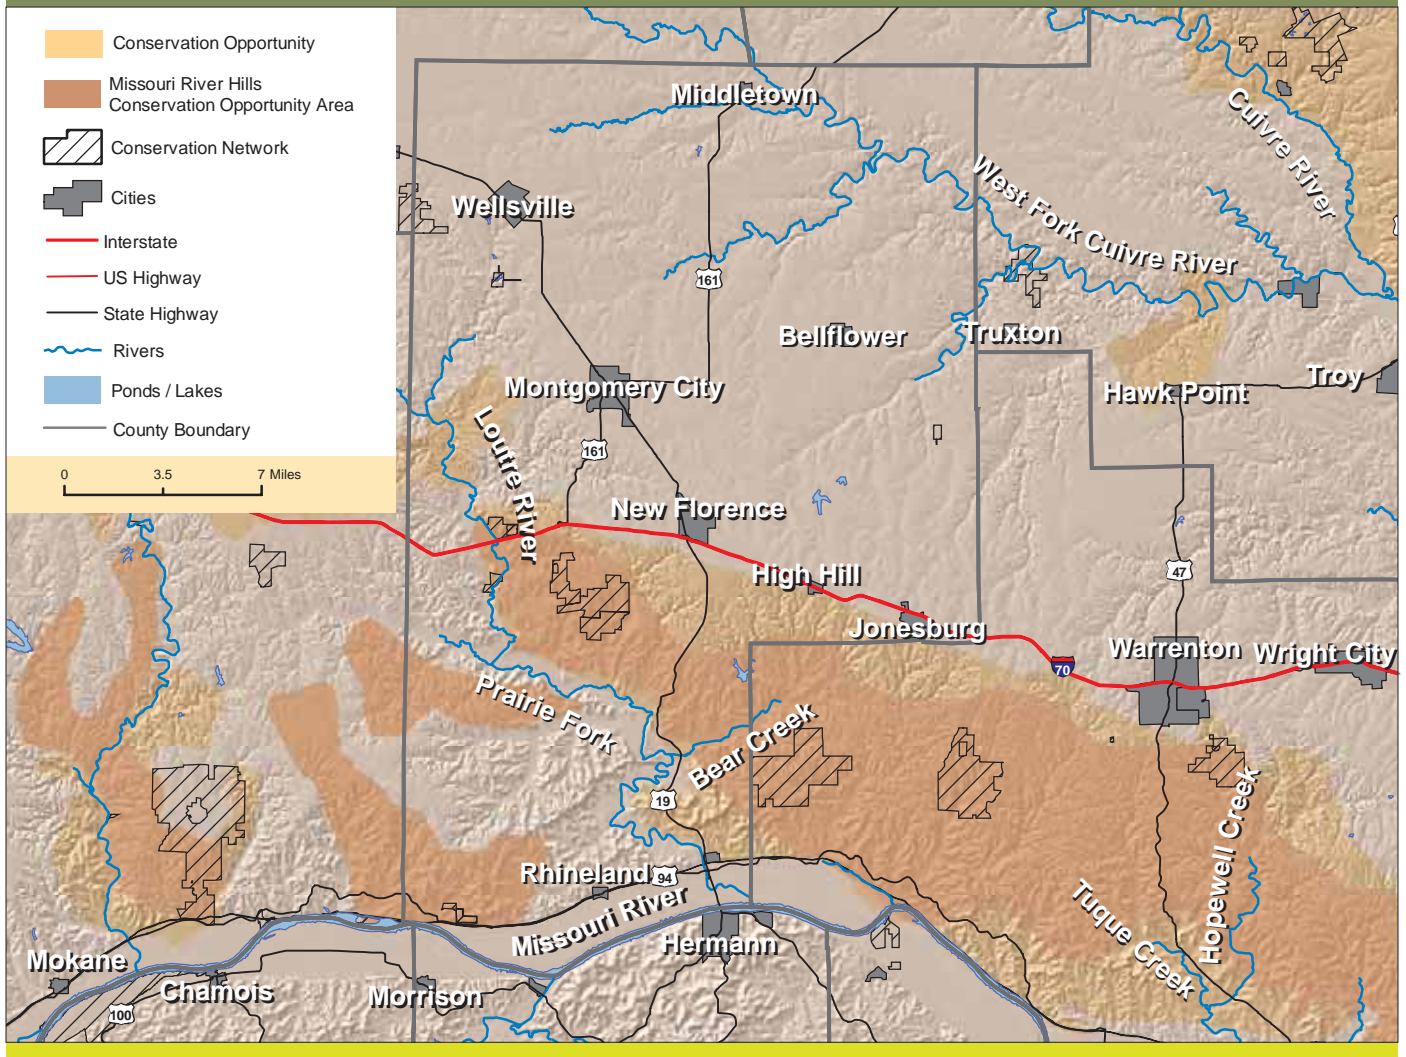 Conservation Opportunity
Missouri River Hills
Conservation Opportunity Area
Conservation Network
Cities
Interstate
US Highway
State Highway
Rivers
Ponds / Lakes
County Boundary
0 3.5 7 Miles
Middletown
Cuivre River
Wellsville
West Fork Cuivre River
161
Bellflower
Truxton
Montgomery City
Hawk Point
Troy
Loutre River
161
New Florence
High Hill
47
Jonesburg
Warrenton
Wright City
70
Prairie Fork
Bear Creek
19
Hopewell Creek
Rhineland
94
Tuque Creek
Missouri River
Hermann
Mokane
Chamois
Morrison
100